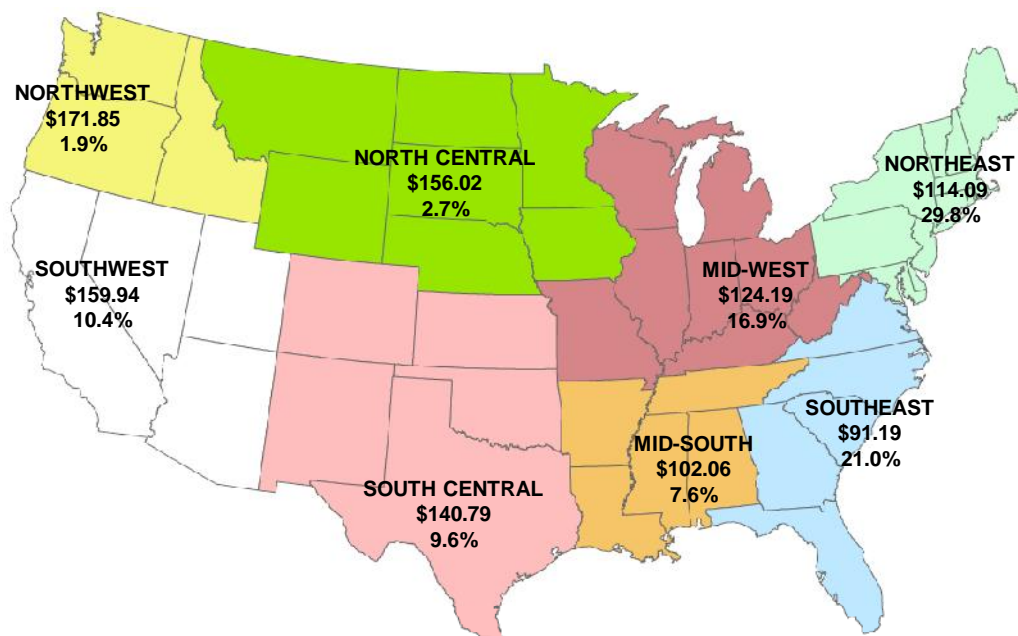 NORTHWEST
$171.85
1.9%
NORTH CENTRAL
$156.02
2.7%
NORTHEAST
$114.09
29.8%
SOUTHWEST
$159.94
10.4%
MID-WEST
$124.19
16.9%
SOUTHEAST
$91.19
21.0%
MID-SOUTH
$102.06
7.6%
SOUTH CENTRAL
$140.79
9.6%